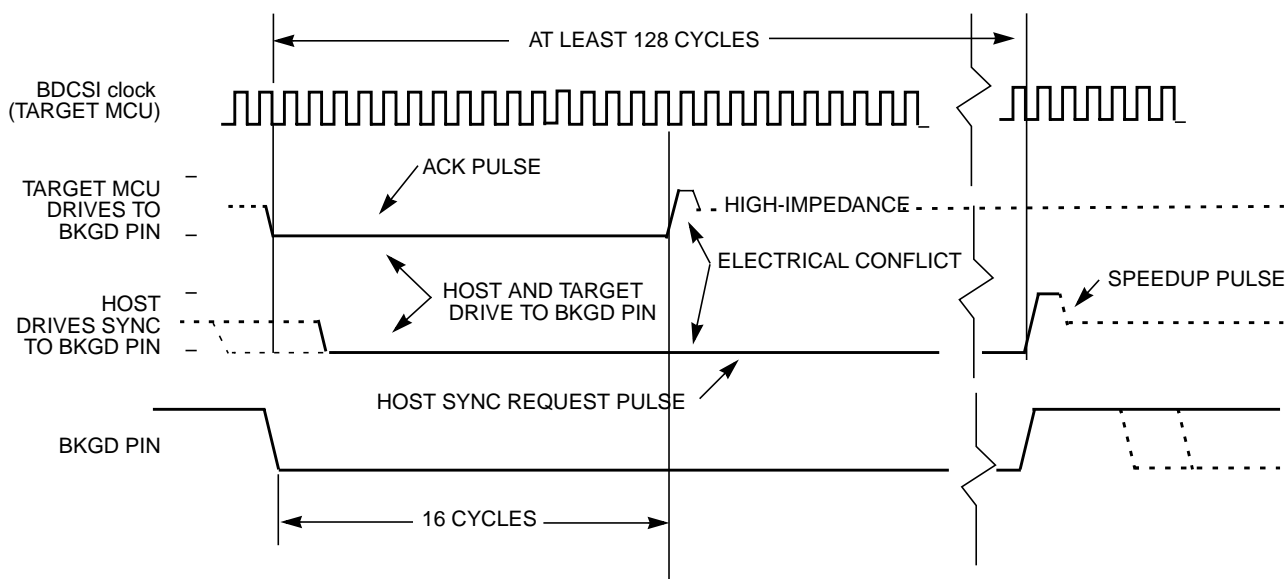 AT LEAST 128 CYCLES
BDCSI clock
(TARGET MCU)
ACK PULSE
TARGET MCU
DRIVES TO
BKGD PIN
HIGH-IMPEDANCE
ELECTRICAL CONFLICT
SPEEDUP PULSE
HOST AND TARGET
DRIVE TO BKGD PIN
HOST
DRIVES SYNC
TO BKGD PIN
HOST SYNC REQUEST PULSE
BKGD PIN
16 CYCLES